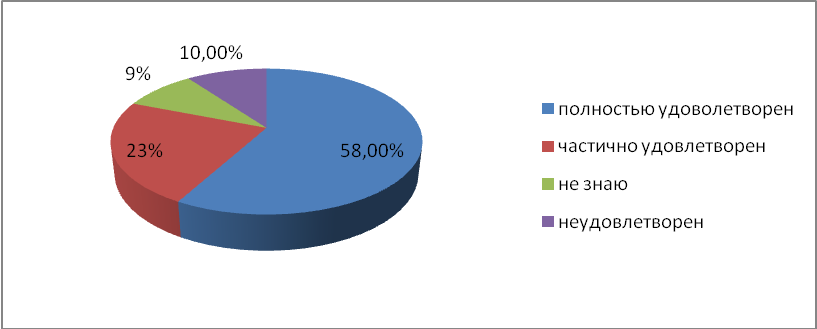 10,00%
9%
23%
58,00%
полностью удоволетворен
частично удовлетворен
не знаю
неудовлетворен